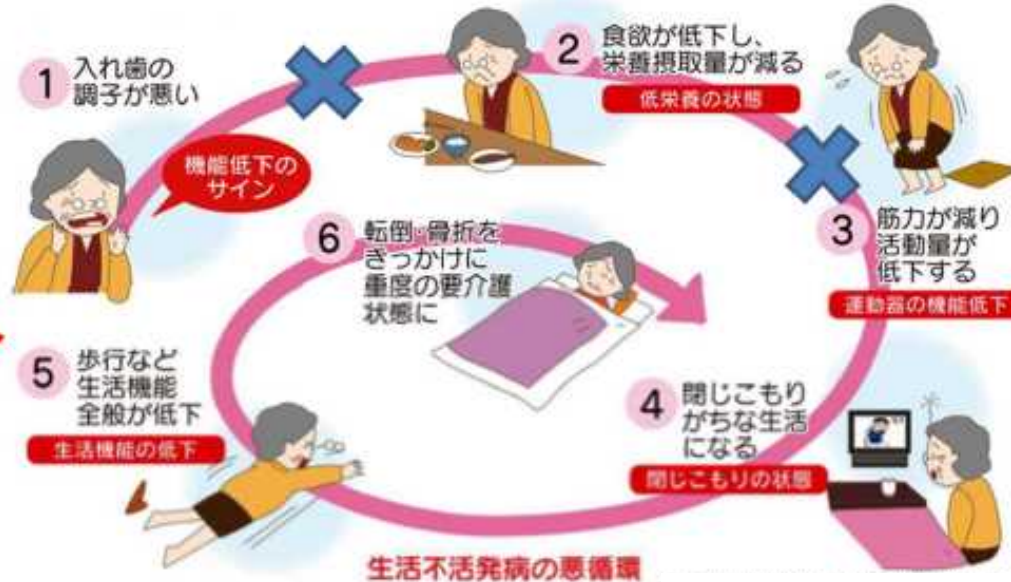 1 入れ歯の
調子が悪い
機能低下の
サイン
2 食欲が低下し、
栄養摂取量が減る
低栄養の状態
3 筋力が減り
活動量が
低下する
運動器の機能低下
4 閉じこもり
がちな生活
になる
閉じこもりの状態
5 歩行など
生活機能
全般が低下
生活機能の低下
6 転倒・骨折を
きっかけに
重度の要介護
状態に
生活不活発病の悪循環